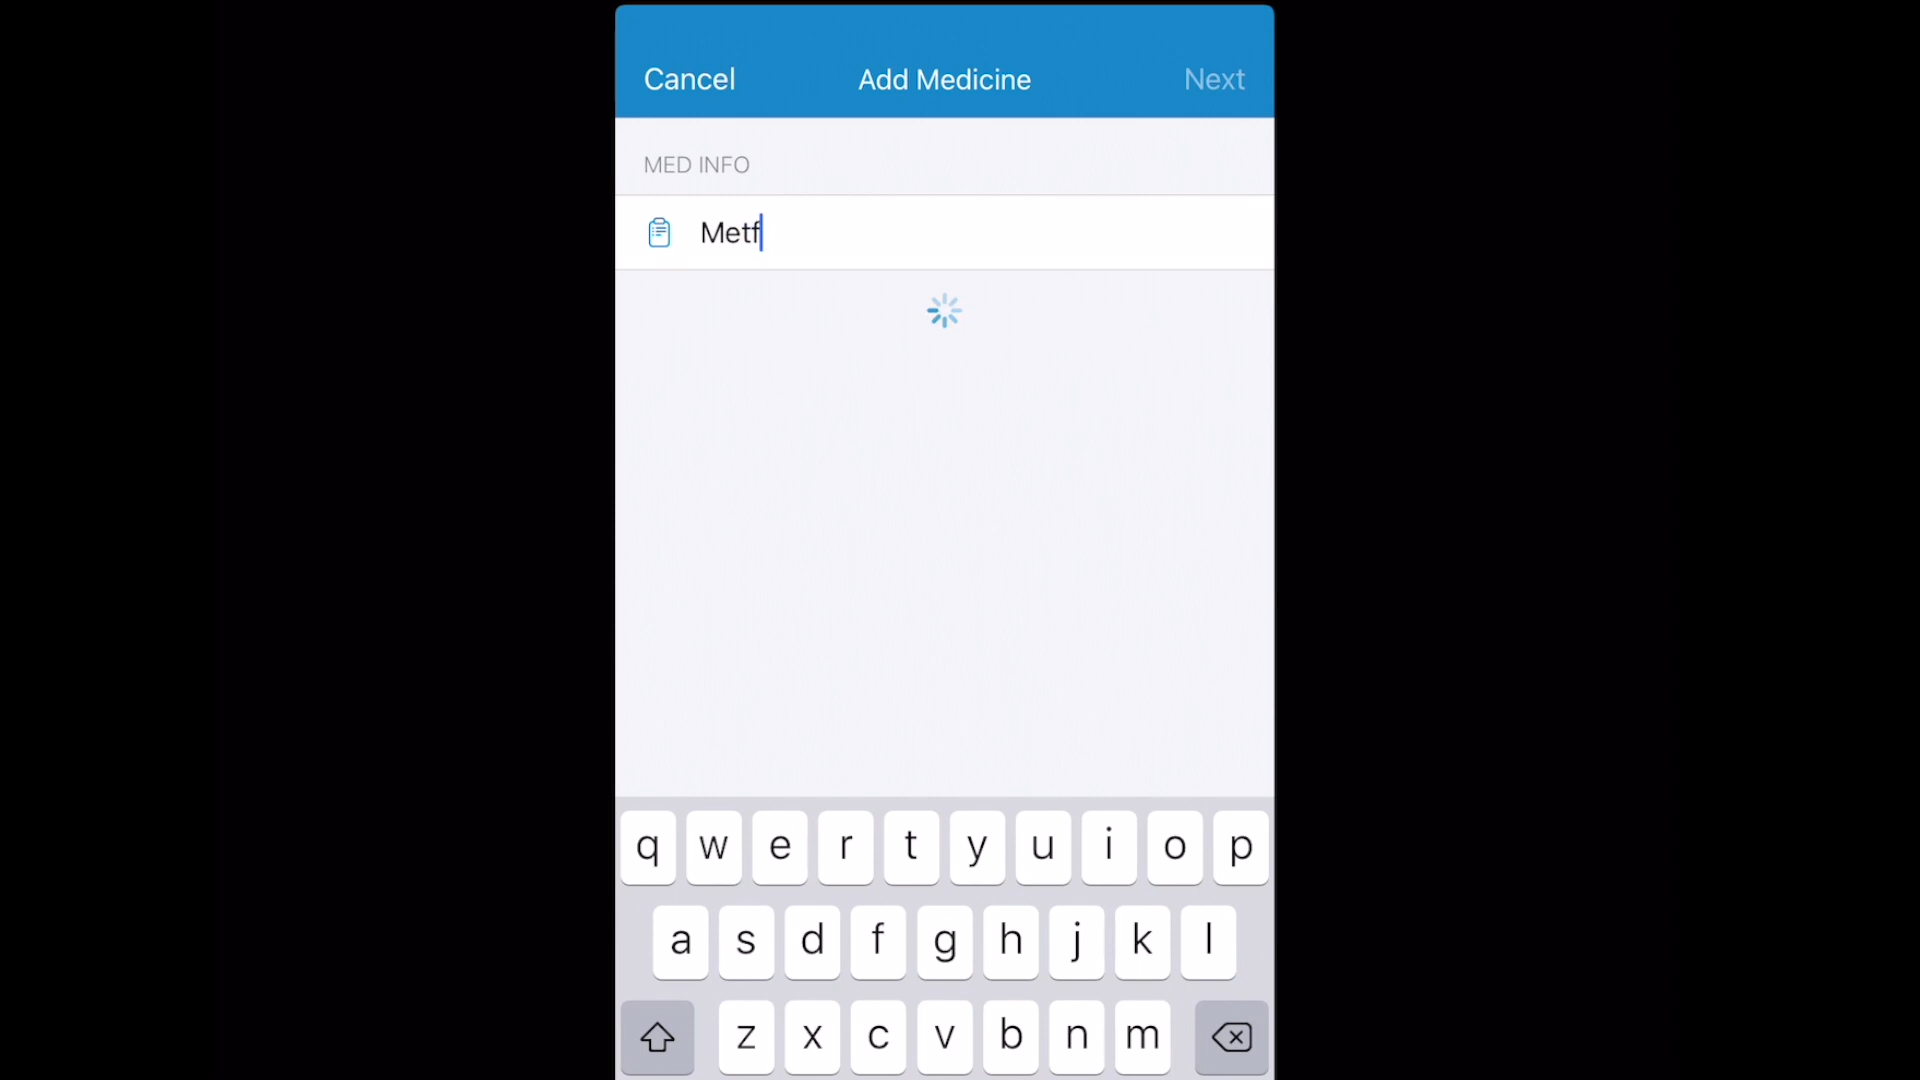 Cancel Add Medicine Next
MED INFO
Metf
q w e r t y u i o p
a s d f g h j k l
z x c v b n m